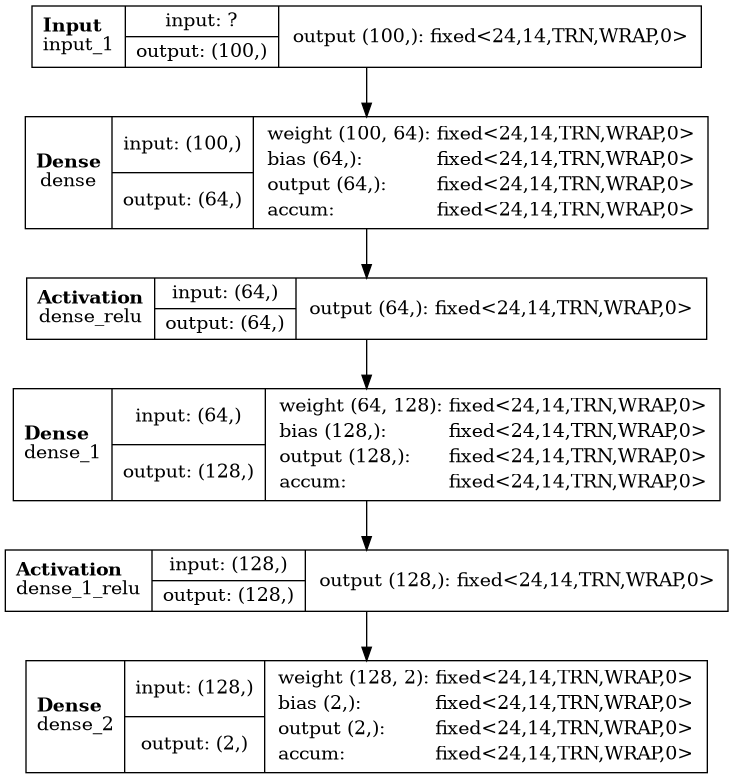 Input
input_1
input: ?
output: (100,)
output (100,): fixed<24,14,TRN,WRAP,0>
Dense
dense
input: (100,)
output: (64,)
weight (100, 64): fixed<24,14,TRN,WRAP,0>
bias (64,): fixed<24,14,TRN,WRAP,0>
output (64,): fixed<24,14,TRN,WRAP,0>
accum: fixed<24,14,TRN,WRAP,0>
Activation
dense_relu
input: (64,)
output: (64,)
output (64,): fixed<24,14,TRN,WRAP,0>
Dense
dense_1
input: (64,)
output: (128,)
weight (64, 128): fixed<24,14,TRN,WRAP,0>
bias (128,): fixed<24,14,TRN,WRAP,0>
output (128,): fixed<24,14,TRN,WRAP,0>
accum: fixed<24,14,TRN,WRAP,0>
Activation
dense_1_relu
input: (128,)
output: (128,)
output (128,): fixed<24,14,TRN,WRAP,0>
Dense
dense_2
input: (128,)
output: (2,)
weight (128, 2): fixed<24,14,TRN,WRAP,0>
bias (2,): fixed<24,14,TRN,WRAP,0>
output (2,): fixed<24,14,TRN,WRAP,0>
accum: fixed<24,14,TRN,WRAP,0>